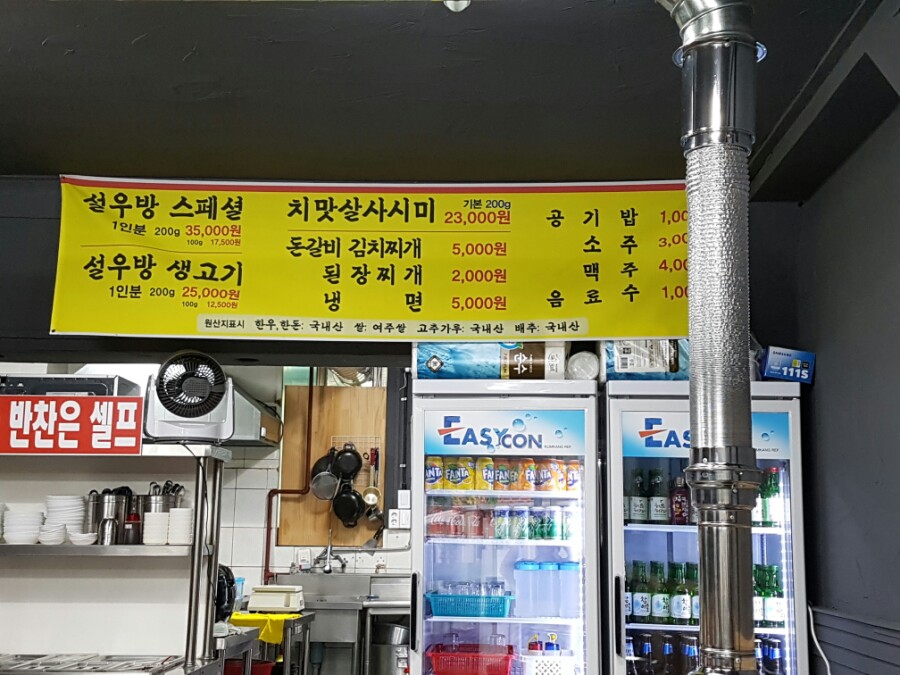 설우방 스페셜
1인분 200g 35,000원
100g 17,500원
설우방 생고기
1인분 200g 25,000원
100g 12,500원
치맛살사시미 기본 200g 23,000원
돈갈비 김치찌개 5,000원
된장찌개 2,000원
냉면 5,000원
공기밥 1,00
소주 3,00
맥주 4,00
음료수 1,00
원산지표시 한우,한돈: 국내산 쌀: 여주쌀 고추가루: 국내산 배추: 국내산
반찬은 셀프
EASYCON
EAS
FANTA
111S